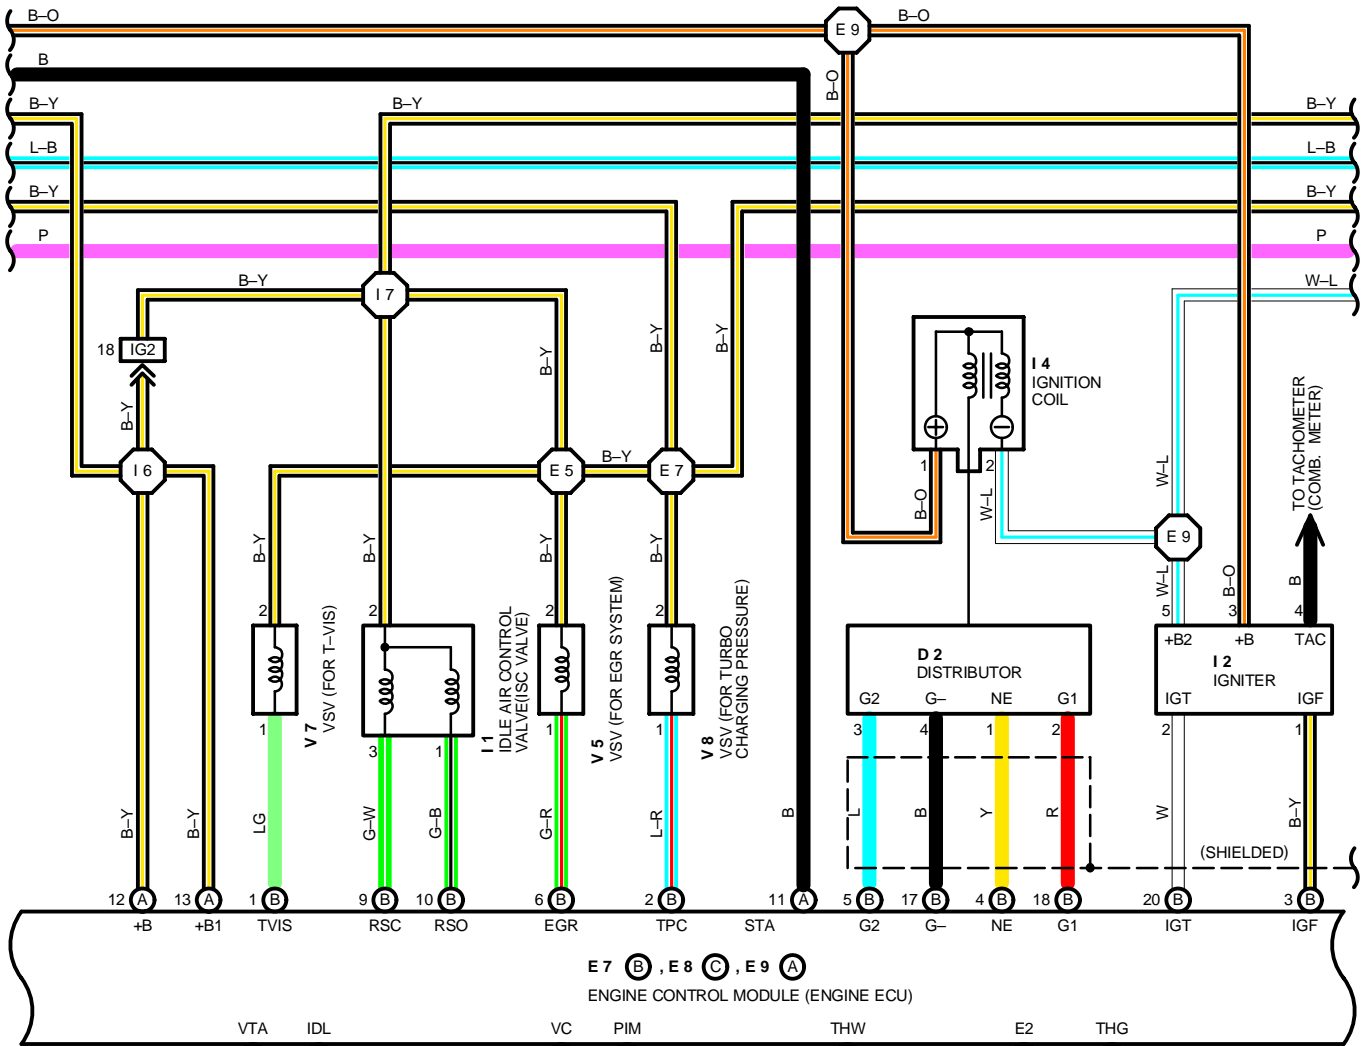 B–O
B–O
E 9
B
B–O
B–Y
B–Y
B–Y
L–B
L–B
B–Y
B–Y
P
P
B–Y
I 7
W–L
18
IG2
B–Y
B–Y
B–Y
B–Y
I 4
IGNITION
COIL
TO TACHOMETER
(COMB. METER)
I 6
E 5
B–Y
E 7
1
2
B–O
W–L
W–L
E 9
B–Y
B–Y
B–Y
B–Y
W–L
B–O
B
2
2
2
2
5
3
4
V 7
VSV (FOR T–VIS)
I 1
IDLE AIR CONTROL
VALVE(ISC VALVE)
V 5
VSV (FOR EGR SYSTEM)
V 8
VSV (FOR TURBO
CHARGING PRESSURE)
D 2
DISTRIBUTOR
+B2
+B
TAC
I 2
IGNITER
G2
G–
NE
G1
IGT
IGF
1
3
1
1
1
3
4
1
2
2
1
B–Y
B–Y
LG
G–W
G–B
G–R
L–R
B
L
B
Y
R
W
B–Y
(SHIELDED)
12 A
13 A
1 B
9 B
10 B
6 B
2 B
11 A
5 B
17 B
4 B
18 B
20 B
3 B
+B
+B1
TVIS
RSC
RSO
EGR
TPC
STA
G2
G–
NE
G1
IGT
IGF
E 7 B , E 8 C , E 9 A
ENGINE CONTROL MODULE (ENGINE ECU)
VTA
IDL
VC
PIM
THW
E2
THG